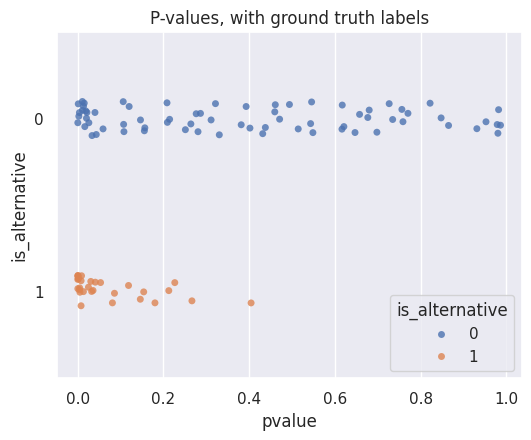 P-values, with ground truth labels
is_alternative
0
1
is_alternative
0
1
0.0 0.2 0.4 0.6 0.8 1.0
pvalue